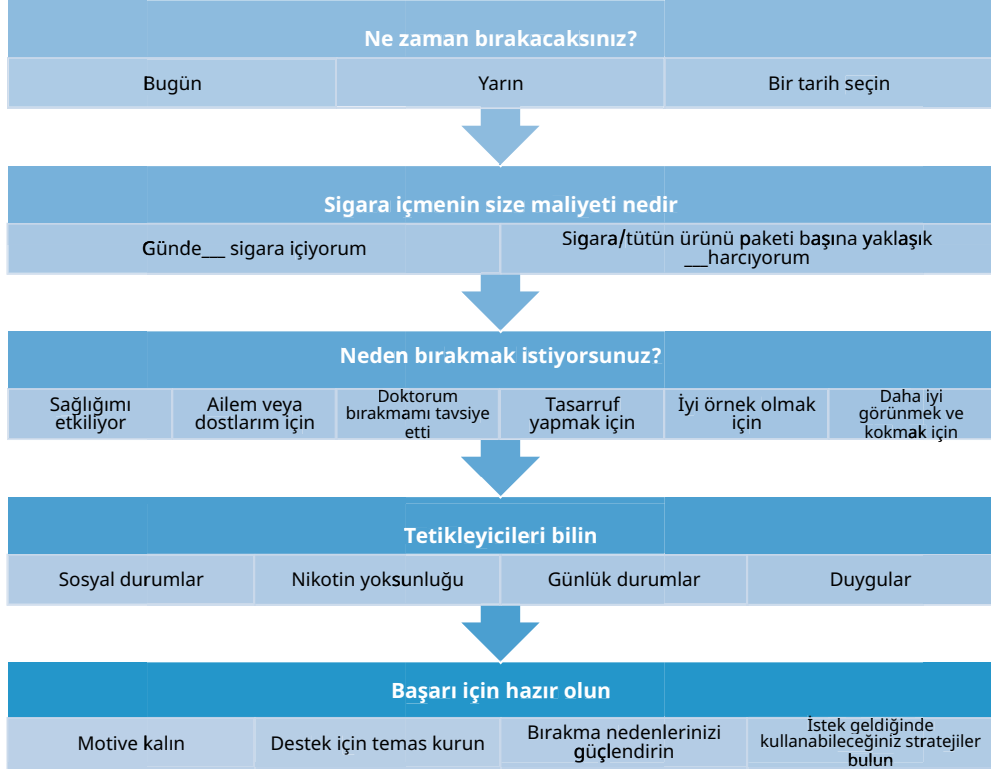 Ne zaman bırakacaksınız?
Bugün
Yarın
Bir tarih seçin
Sigara içmenin size maliyeti nedir
Günde___ sigara içiyorum
Sigara/tütün ürünü paketi başına yaklaşık
___harcıyorum
Neden bırakmak istiyorsunuz?
Sağlığımı
etkiliyor
Ailem veya
dostlarım için
Doktorum
bırakmamı tavsiye
etti
Tasarruf
yapmak için
İyi örnek olmak
için
Daha iyi
görünmek ve
kokmak için
Tetikleyicileri bilin
Sosyal durumlar
Nikotin yoksunluğu
Günlük durumlar
Duygular
Başarı için hazır olun
Motive kalın
Destek için temas kurun
Bırakma nedenlerinizi
güçlendirin
İstek geldiğinde
kullanabileceğiniz stratejiler
bulun